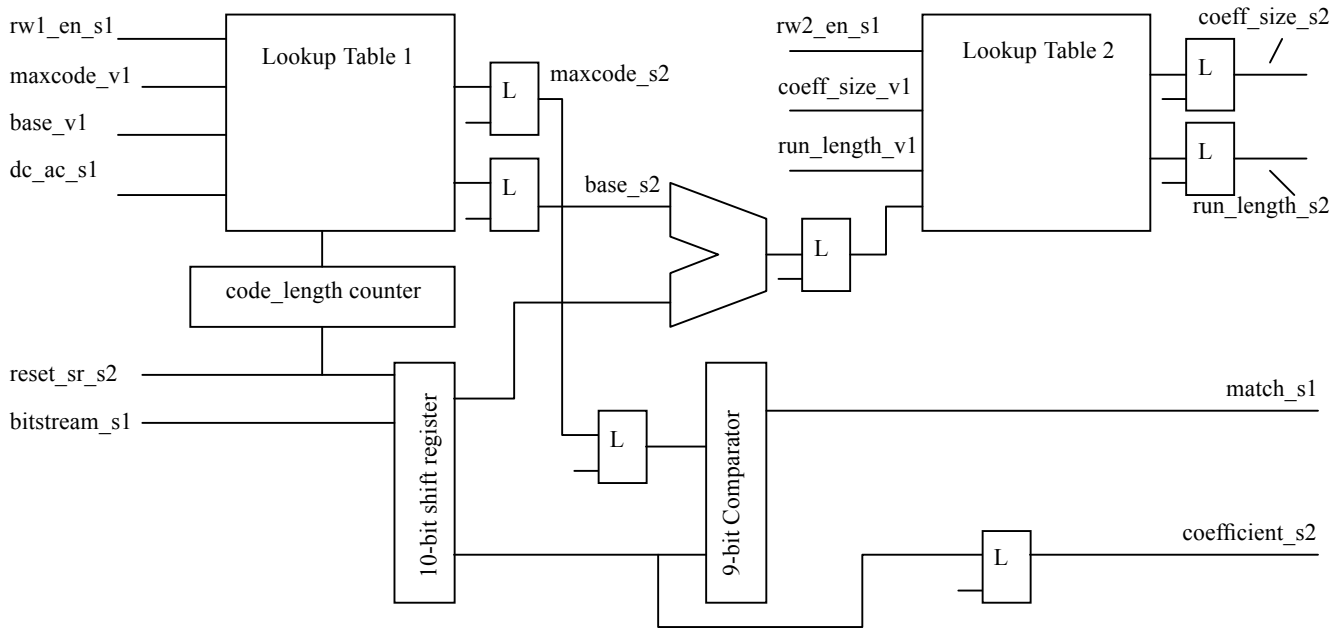 rw1_en_s1
maxcode_v1
base_v1
dc_ac_s1
Lookup Table 1
L
maxcode_s2
L
base_s2
code_length counter
reset_sr_s2
bitstream_s1
10-bit shift register
L
9-bit Comparator
L
rw2_en_s1
coeff_size_v1
run_length_v1
Lookup Table 2
L
coeff_size_s2
L
run_length_s2
match_s1
L
coefficient_s2